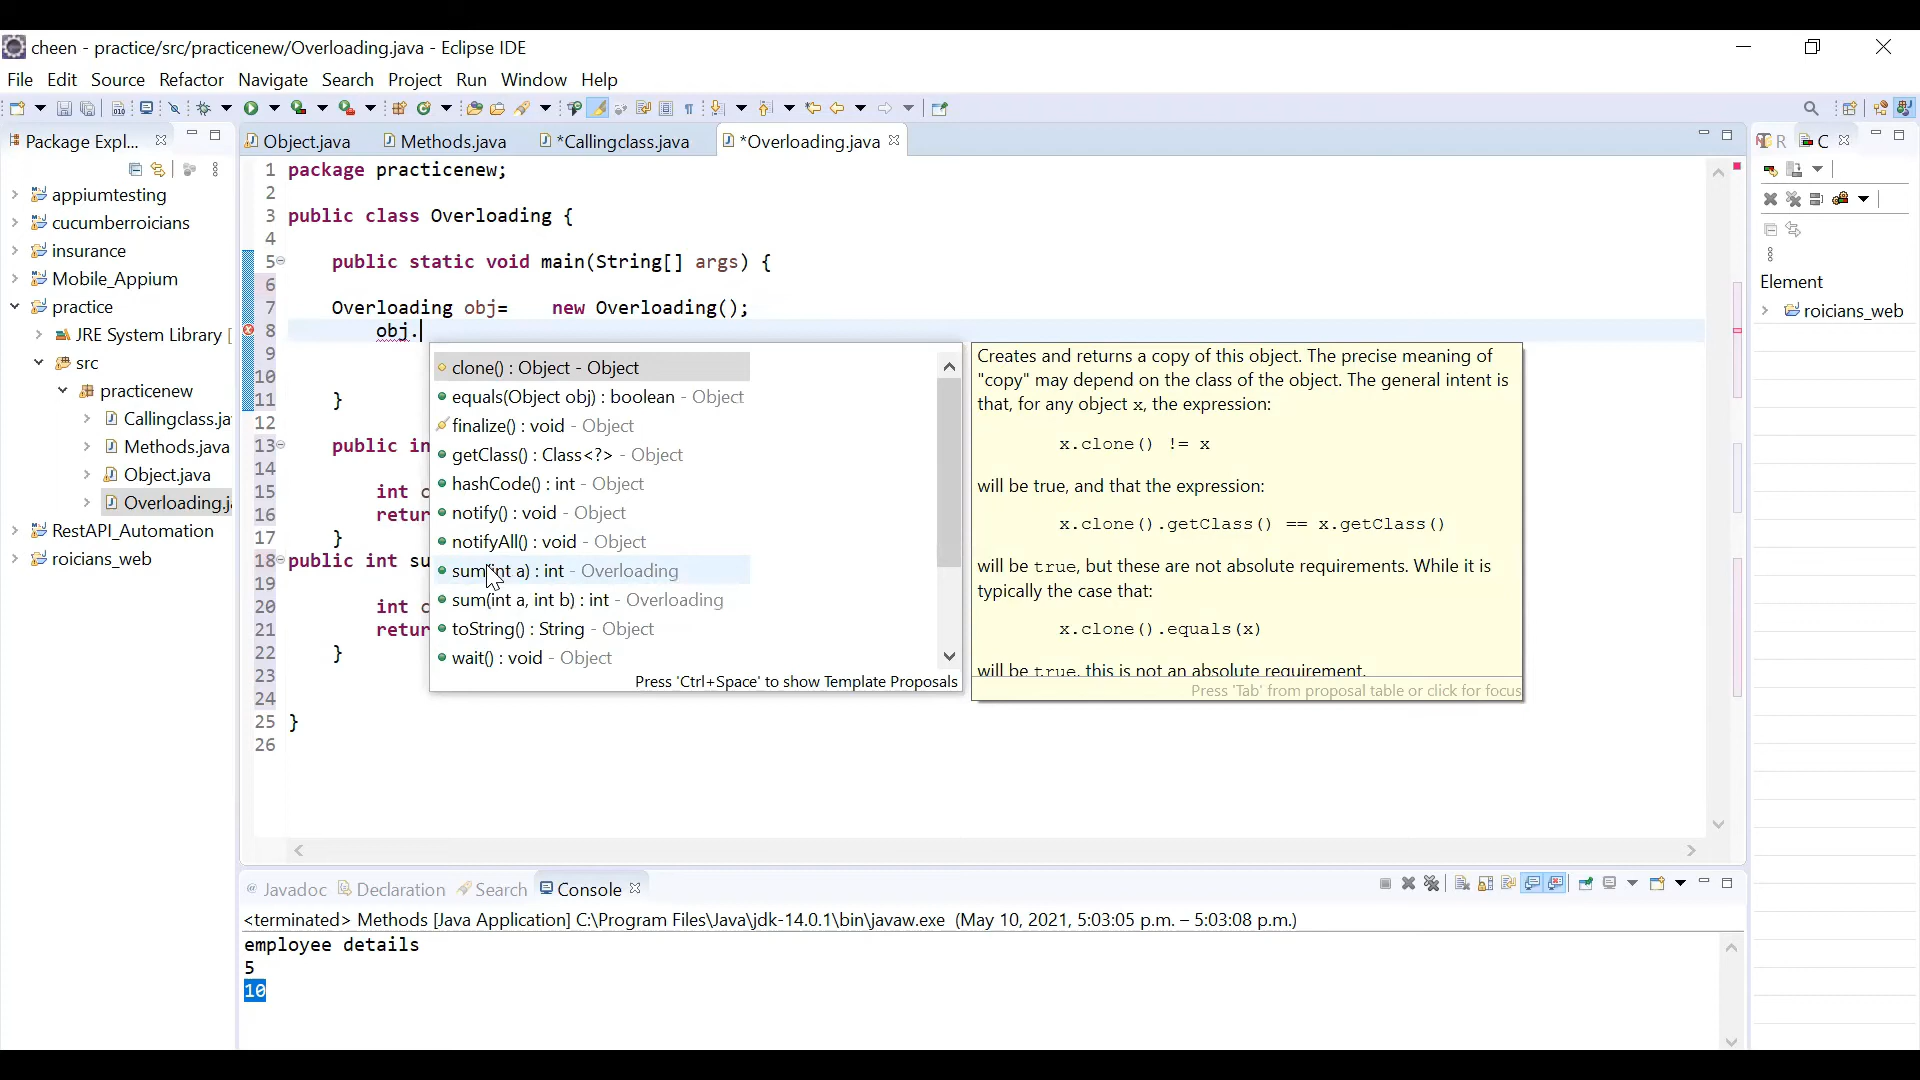 cheen - practice/src/practicenew/Overloading.java - Eclipse IDE
File Edit Source Refactor Navigate Search Project Run Window Help
Package Expl...
Object.java Methods.java *Callingclass.java *Overloading.java
R C
appiumtesting
cucumberroicians
insurance
Mobile_Appium
practice
JRE System Library [
src
practicenew
Callingclass.ja
Methods.java
Object.java
Overloading.j
RestAPI_Automation
roicians_web
1 package practicenew;
2
3 public class Overloading {
4
5 public static void main(String[] args) {
6
7 Overloading obj= new Overloading();
8 obj.
9
10
11 }
12
13 public in
14
15 int c
16 retur
17 }
18 public int su
19
20 int c
21 retur
22 }
23
24
25 }
26
clone() : Object - Object
equals(Object obj) : boolean - Object
finalize() : void - Object
getClass() : Class<?> - Object
hashCode() : int - Object
notify() : void - Object
notifyAll() : void - Object
sum(int a) : int - Overloading
sum(int a, int b) : int - Overloading
toString() : String - Object
wait() : void - Object
Press 'Ctrl+Space' to show Template Proposals
Creates and returns a copy of this object. The precise meaning of
"copy" may depend on the class of the object. The general intent is
that, for any object x, the expression:
x.clone() != x
will be true, and that the expression:
x.clone().getClass() == x.getClass()
will be true, but these are not absolute requirements. While it is
typically the case that:
x.clone().equals(x)
will be true, this is not an absolute requirement.
Press 'Tab' from proposal table or click for focus
Element
roicians_web
@ Javadoc Declaration Search Console
<terminated> Methods [Java Application] C:\Program Files\Java\jdk-14.0.1\bin\javaw.exe (May 10, 2021, 5:03:05 p.m. – 5:03:08 p.m.)
employee details
5
10